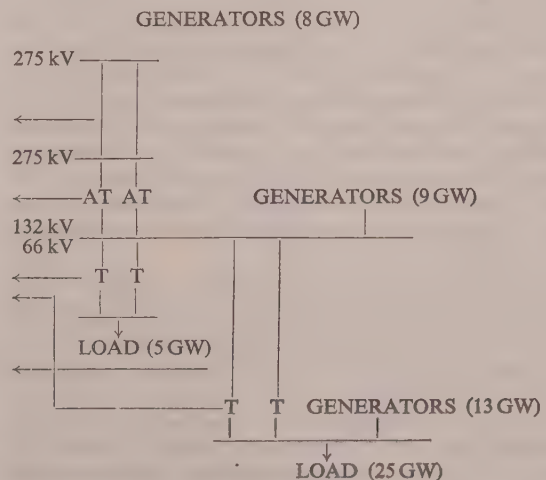 GENERATORS (8 GW)
275 kV
275 kV
AT AT
GENERATORS (9 GW)
132 kV
66 kV
T T
LOAD (5 GW)
T T GENERATORS (13 GW)
LOAD (25 GW)